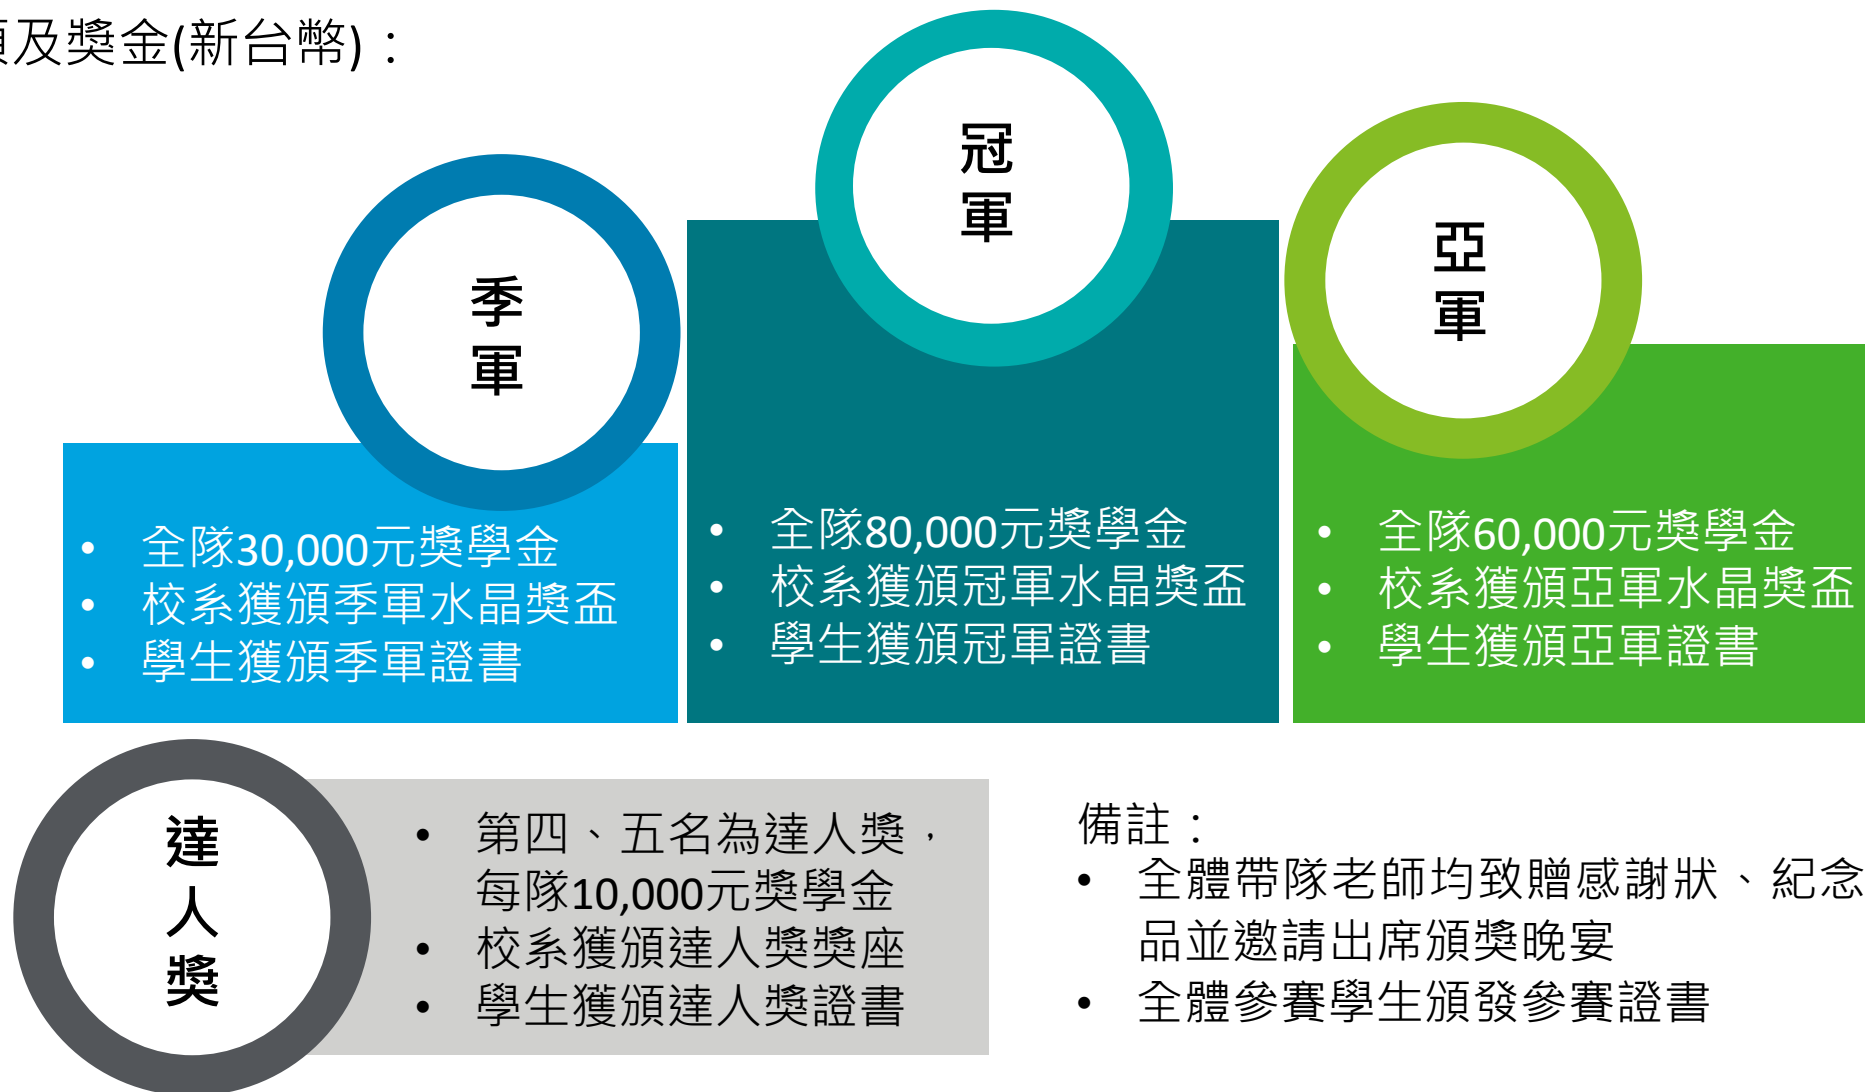 及獎金(新台幣)：
季
軍
冠
軍
亞
軍
• 全隊30,000元獎學金
• 校系獲頒季軍水晶獎盃
• 學生獲頒季軍證書
• 全隊80,000元獎學金
• 校系獲頒冠軍水晶獎盃
• 學生獲頒冠軍證書
• 全隊60,000元獎學金
• 校系獲頒亞軍水晶獎盃
• 學生獲頒亞軍證書
達
人
獎
• 第四、五名為達人獎，
每隊10,000元獎學金
• 校系獲頒達人獎獎座
• 學生獲頒達人獎證書
備註：
• 全體帶隊老師均致贈感謝狀、紀念
品並邀請出席頒獎晚宴
• 全體參賽學生頒發參賽證書